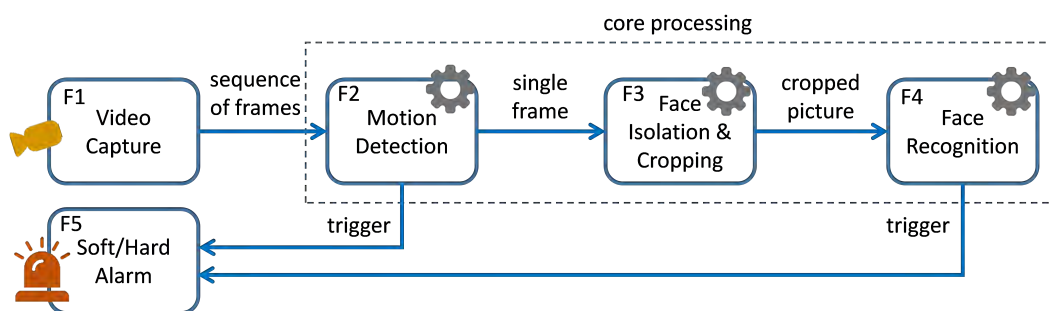 core processing
F1
Video
Capture
sequence
of frames
F2
Motion
Detection
single
frame
F3
Face
Isolation &
Cropping
cropped
picture
F4
Face
Recognition
trigger
trigger
F5
Soft/Hard
Alarm